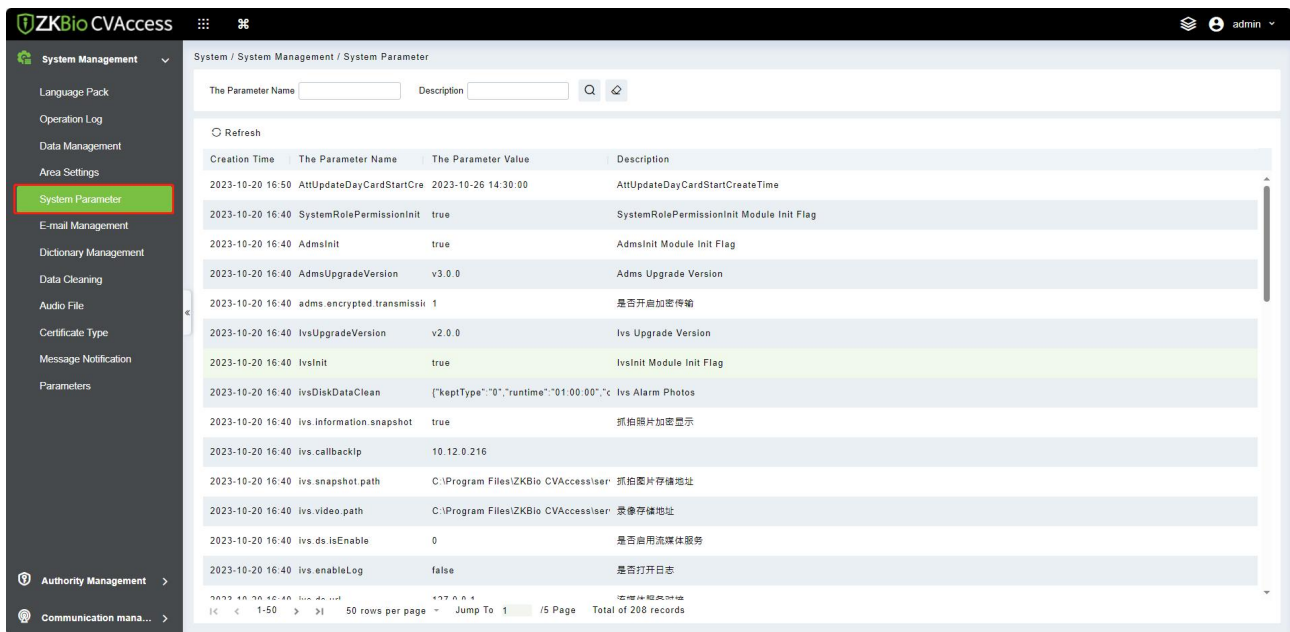 ZKBio CVAccess admin
System Management
Language Pack
Operation Log
Data Management
Area Settings
System Parameter
E-mail Management
Dictionary Management
Data Cleaning
Audio File
Certificate Type
Message Notification
Parameters
Authority Management
Communication mana...
System / System Management / System Parameter
The Parameter Name Description
Refresh
Creation Time The Parameter Name The Parameter Value Description
2023-10-20 16:50 AttUpdateDayCardStartCre 2023-10-26 14:30:00 AttUpdateDayCardStartCreateTime
2023-10-20 16:40 SystemRolePermissionInit true SystemRolePermissionInit Module Init Flag
2023-10-20 16:40 AdmsInit true AdmsInit Module Init Flag
2023-10-20 16:40 AdmsUpgradeVersion v3.0.0 Adms Upgrade Version
2023-10-20 16:40 adms.encrypted.transmissi 1 是否开启加密传输
2023-10-20 16:40 IvsUpgradeVersion v2.0.0 Ivs Upgrade Version
2023-10-20 16:40 IvsInit true IvsInit Module Init Flag
2023-10-20 16:40 ivsDiskDataClean {"keptType":"0","runtime":"01:00:00","c Ivs Alarm Photos
2023-10-20 16:40 ivs.information.snapshot true 抓拍照片加密显示
2023-10-20 16:40 ivs.callbackIp 10.12.0.216
2023-10-20 16:40 ivs.snapshot.path C:\Program Files\ZKBio CVAccess\ser 抓拍图片存储地址
2023-10-20 16:40 ivs.video.path C:\Program Files\ZKBio CVAccess\ser 录像存储地址
2023-10-20 16:40 ivs.ds.isEnable 0 是否启用流媒体服务
2023-10-20 16:40 ivs.enableLog false 是否打开日志
1-50 50 rows per page Jump To 1 /5 Page Total of 208 records